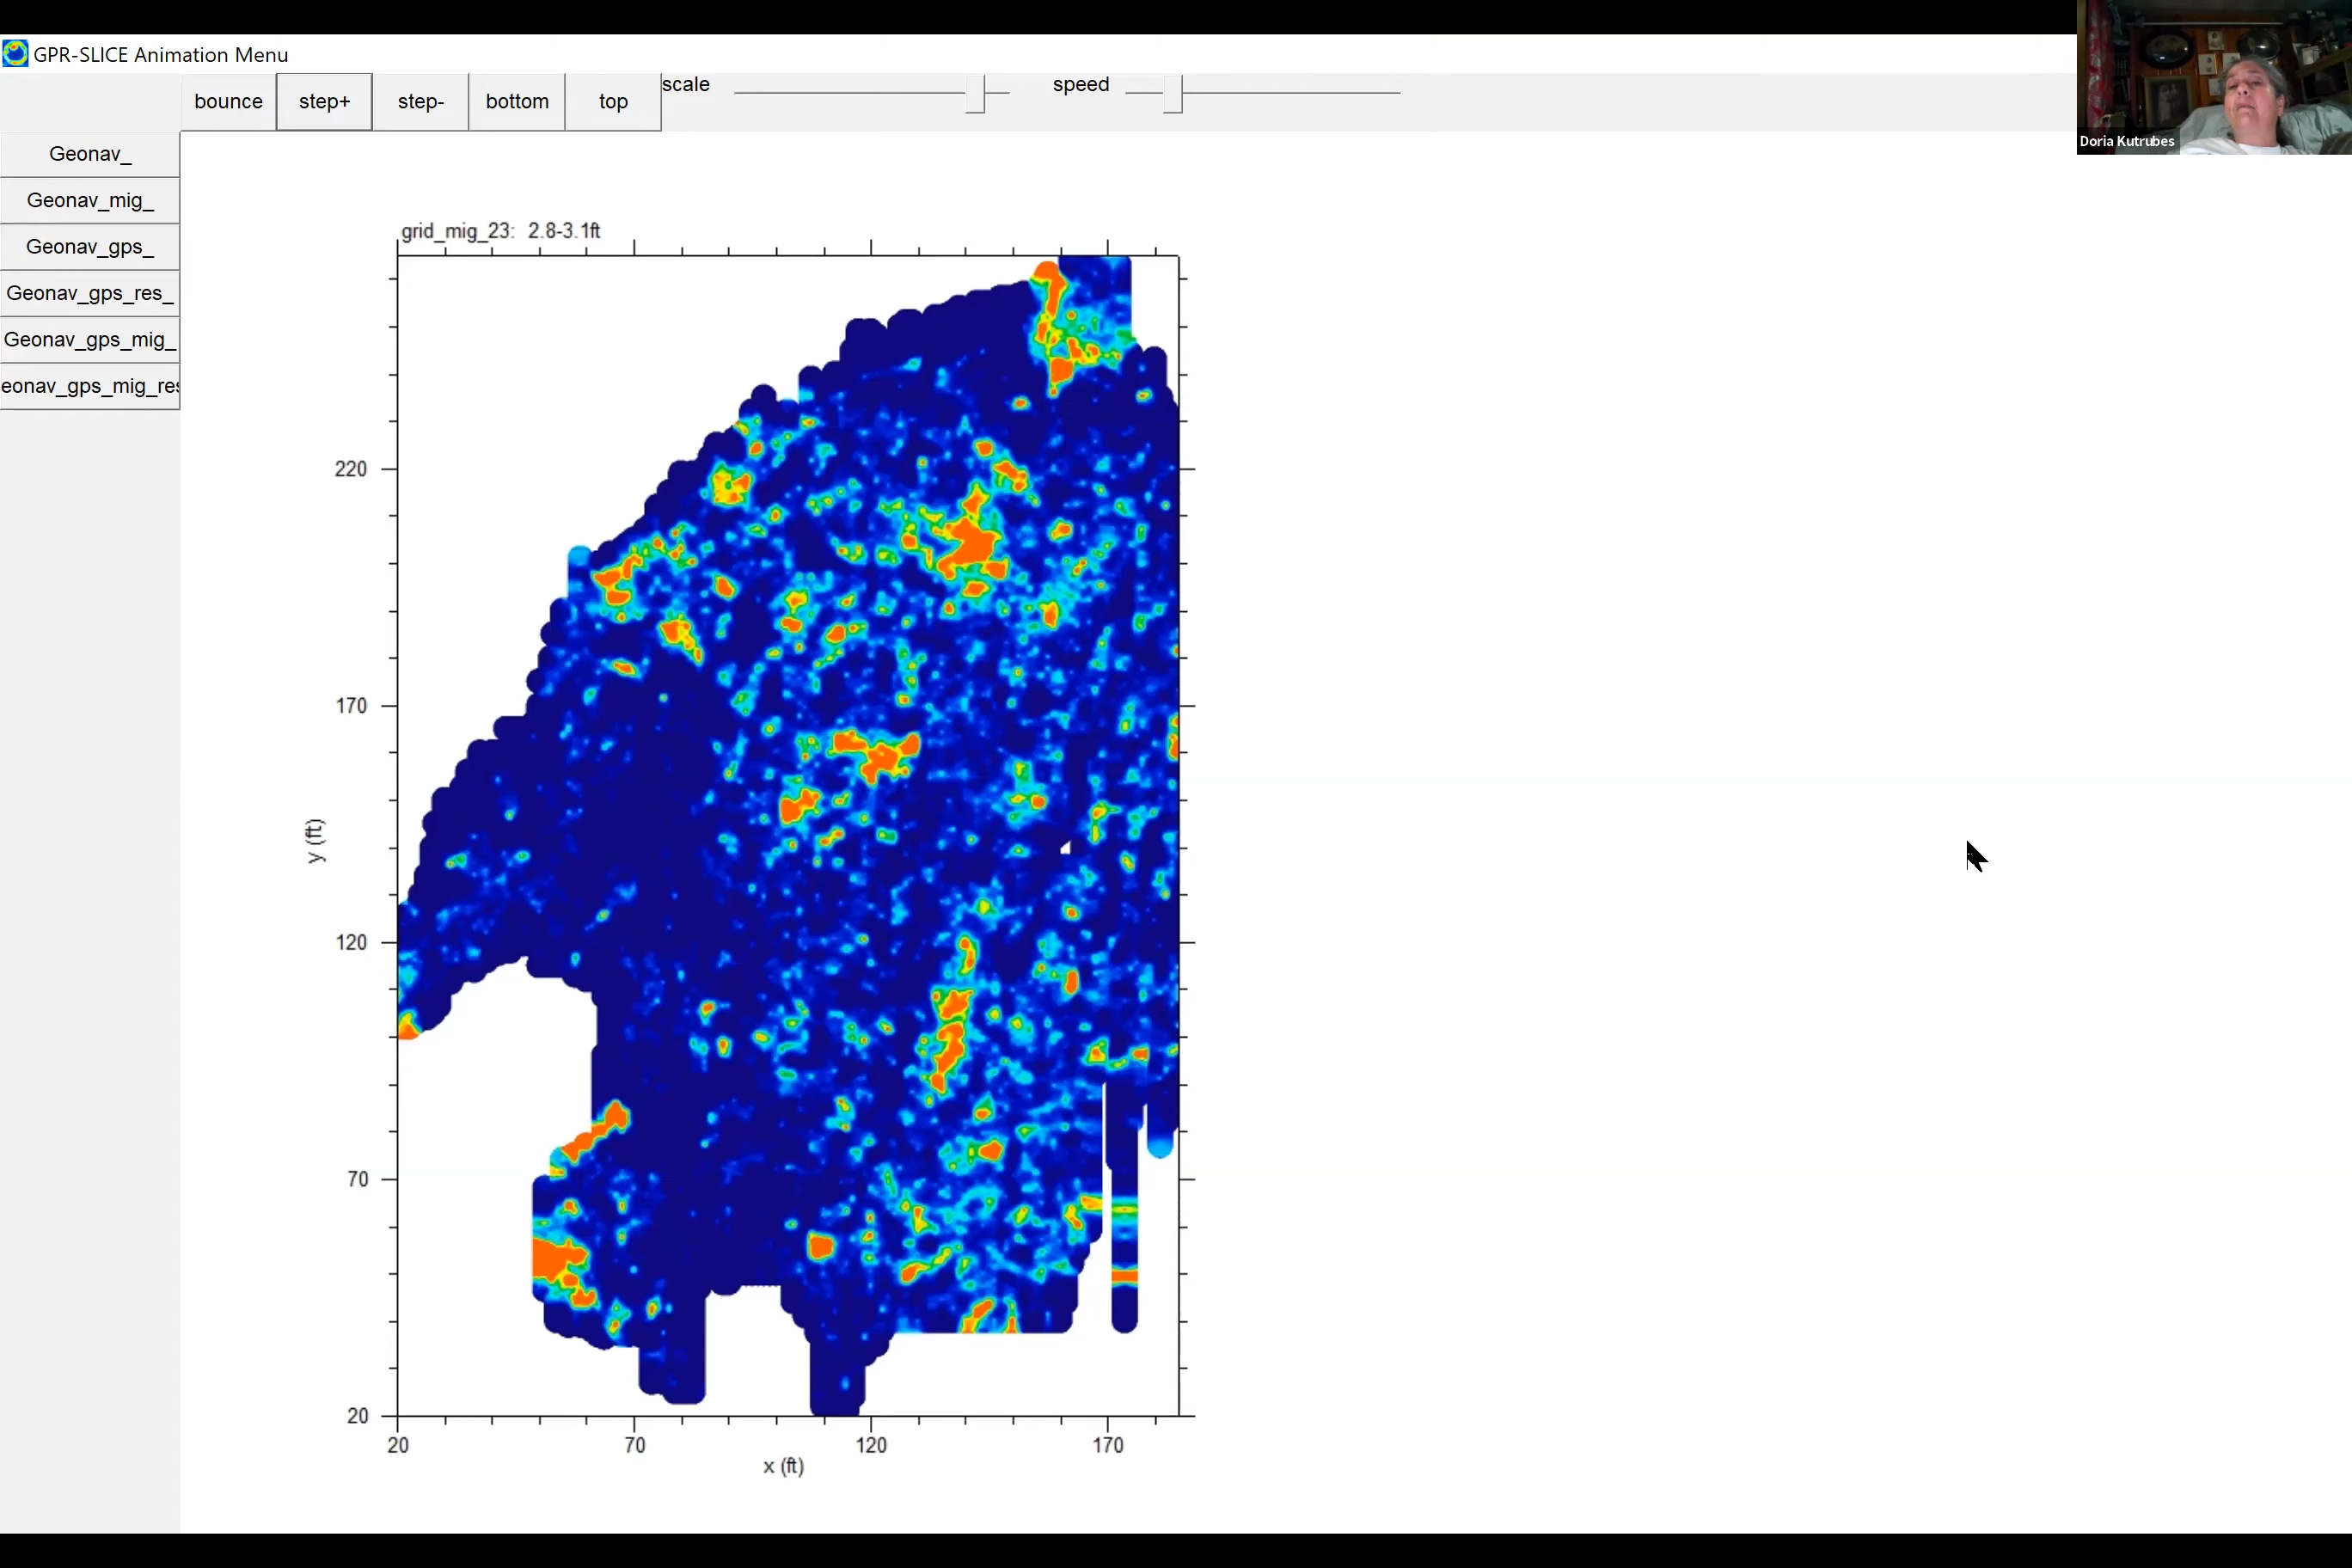 GPR-SLICE Animation Menu
bounce step+ step- bottom top scale speed
Doria Kutrubes
Geonav_
Geonav_mig_
Geonav_gps_
Geonav_gps_res_
Geonav_gps_mig_
eonav_gps_mig_res
grid_mig_23: 2.8-3.1ft
220
170
y (ft)
120
70
20
20 70 120 170
x (ft)